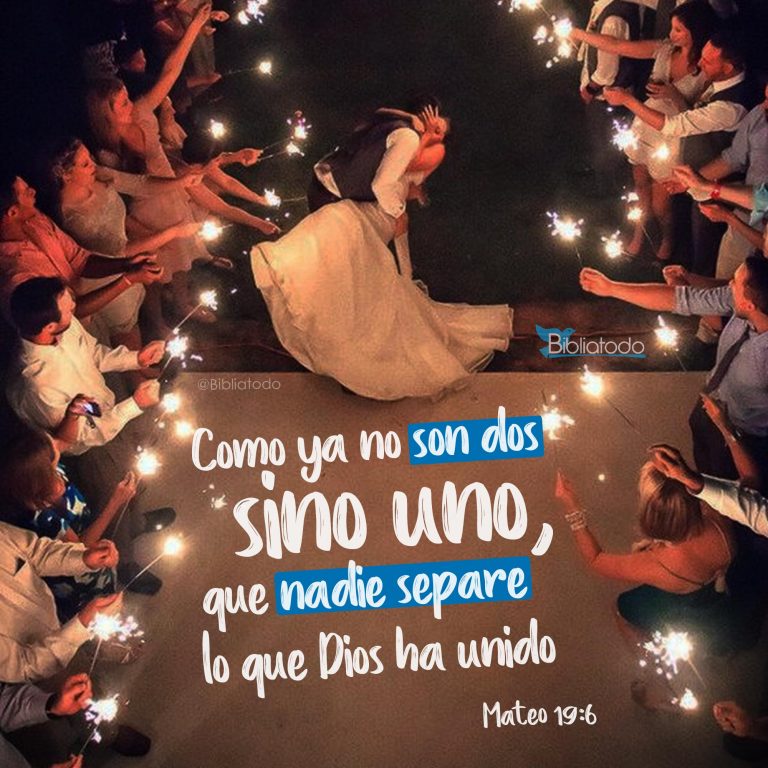 Bibliatodo
@Bibliatodo
Como ya no son dos
sino uno,
que nadie separe
lo que Dios ha unido
Mateo 19:6